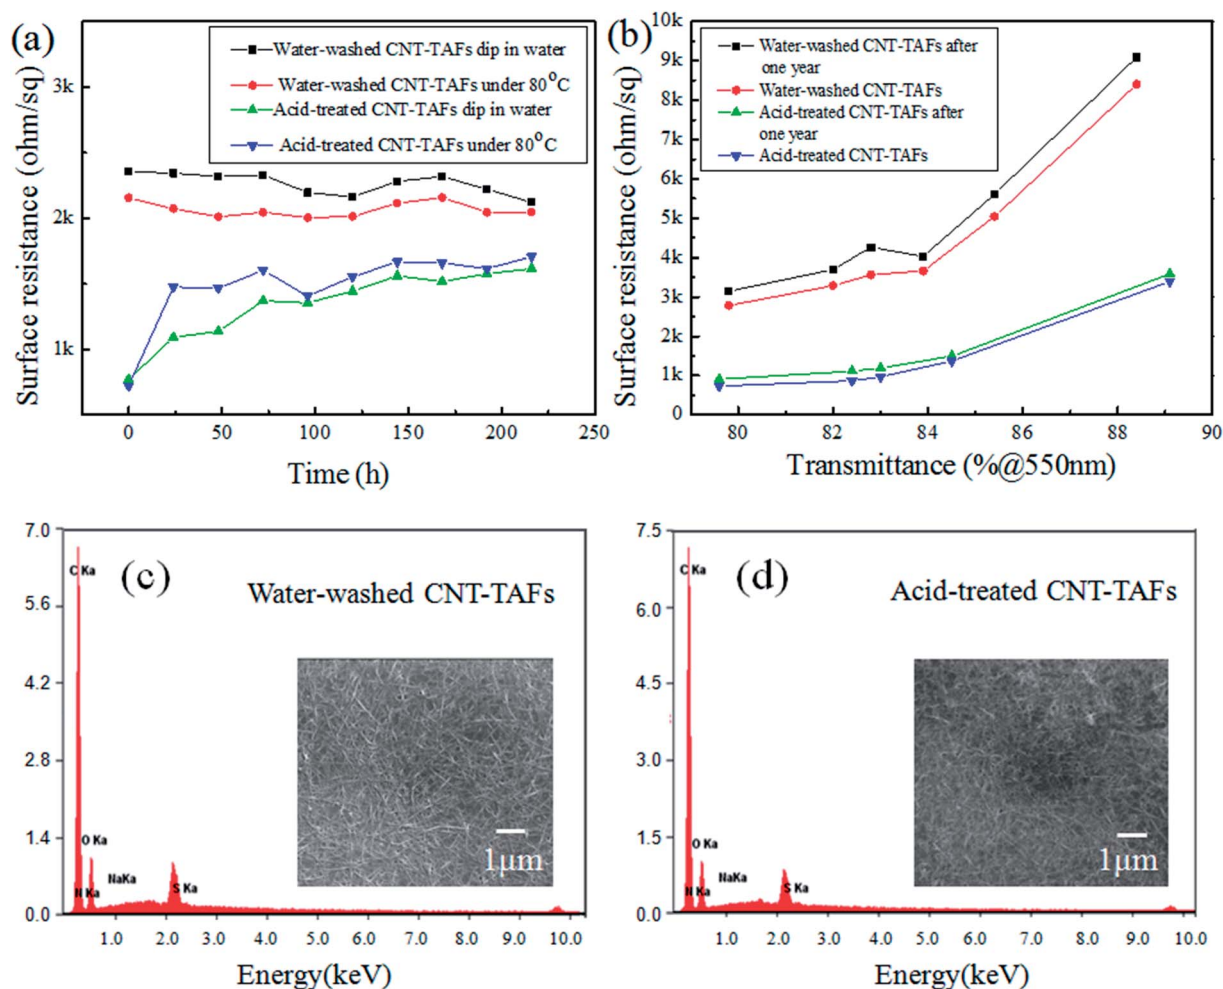 (a)
Water-washed CNT-TAFs dip in water
Water-washed CNT-TAFs under 80°C
Acid-treated CNT-TAFs dip in water
Acid-treated CNT-TAFs under 80°C
Surface resistance (ohm/sq)
3k
2k
1k
0 50 100 150 200 250
Time (h)
(b)
Water-washed CNT-TAFs after
one year
Water-washed CNT-TAFs
Acid-treated CNT-TAFs after
one year
Acid-treated CNT-TAFs
Surface resistance (ohm/sq)
10k
9k
8k
7k
6k
5k
4k
3k
2k
1k
0
80 82 84 86 88 90
Transmittance (%@550nm)
(c)
Water-washed CNT-TAFs
7.0
5.6
4.2
2.8
1.4
0.0
C Ka
O Ka
N Ka
NaKa
S Ka
1μm
1.0 2.0 3.0 4.0 5.0 6.0 7.0 8.0 9.0 10.0
Energy(keV)
(d)
Acid-treated CNT-TAFs
7.5
6.0
4.5
3.0
1.5
0.0
C Ka
O Ka
N Ka
NaKa
S Ka
1μm
1.0 2.0 3.0 4.0 5.0 6.0 7.0 8.0 9.0 10.0
Energy(keV)